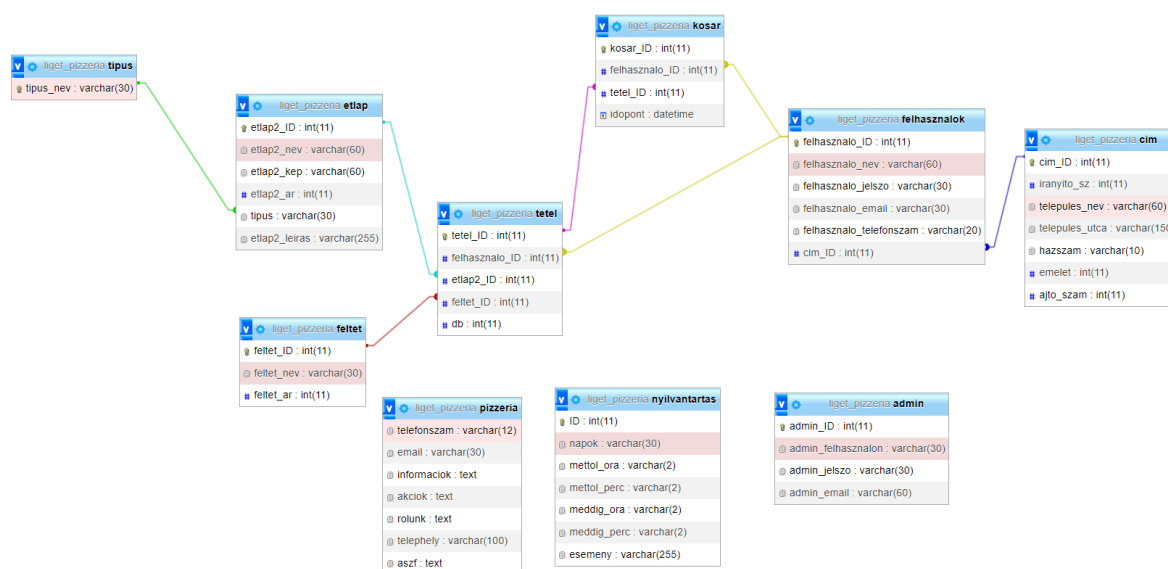 liget_pizzeria tipus
tipus_nev : varchar(30)
liget_pizzeria etlap
etlap2_ID : int(11)
etlap2_nev : varchar(60)
etlap2_kep : varchar(60)
etlap2_ar : int(11)
tipus : varchar(30)
etlap2_leiras : varchar(255)
liget_pizzeria feltet
feltet_ID : int(11)
feltet_nev : varchar(30)
feltet_ar : int(11)
liget_pizzeria tetel
tetel_ID : int(11)
felhasznalo_ID : int(11)
etlap2_ID : int(11)
feltet_ID : int(11)
db : int(11)
liget_pizzeria kosar
kosar_ID : int(11)
felhasznalo_ID : int(11)
tetel_ID : int(11)
idopont : datetime
liget_pizzeria felhasznalok
felhasznalo_ID : int(11)
felhasznalo_nev : varchar(60)
felhasznalo_jelszo : varchar(30)
felhasznalo_email : varchar(30)
felhasznalo_telefonszam : varchar(20)
cim_ID : int(11)
liget_pizzeria cim
cim_ID : int(11)
iranyito_sz : int(11)
telepules_nev : varchar(60)
telepules_utca : varchar(150
hazszam : varchar(10)
emelet : int(11)
ajto_szam : int(11)
liget_pizzeria pizzeria
telefonszam : varchar(12)
email : varchar(30)
informaciok : text
akciok : text
rolunk : text
telephely : varchar(100)
aszf : text
liget_pizzeria nyilvantartas
ID : int(11)
napok : varchar(30)
mettol_ora : varchar(2)
mettol_perc : varchar(2)
meddig_ora : varchar(2)
meddig_perc : varchar(2)
esemeny : varchar(255)
liget_pizzeria admin
admin_ID : int(11)
admin_felhasznalon : varchar(30)
admin_jelszo : varchar(30)
admin_email : varchar(60)